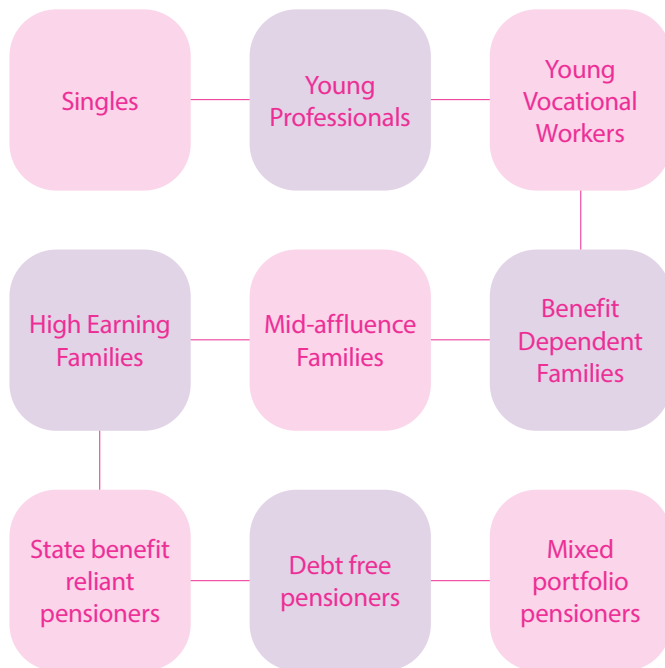 Singles
Young
Professionals
Young
Vocational
Workers
High Earning
Families
Mid-affluence
Families
Benefit
Dependent
Families
State benefit
reliant
pensioners
Debt free
pensioners
Mixed
portfolio
pensioners